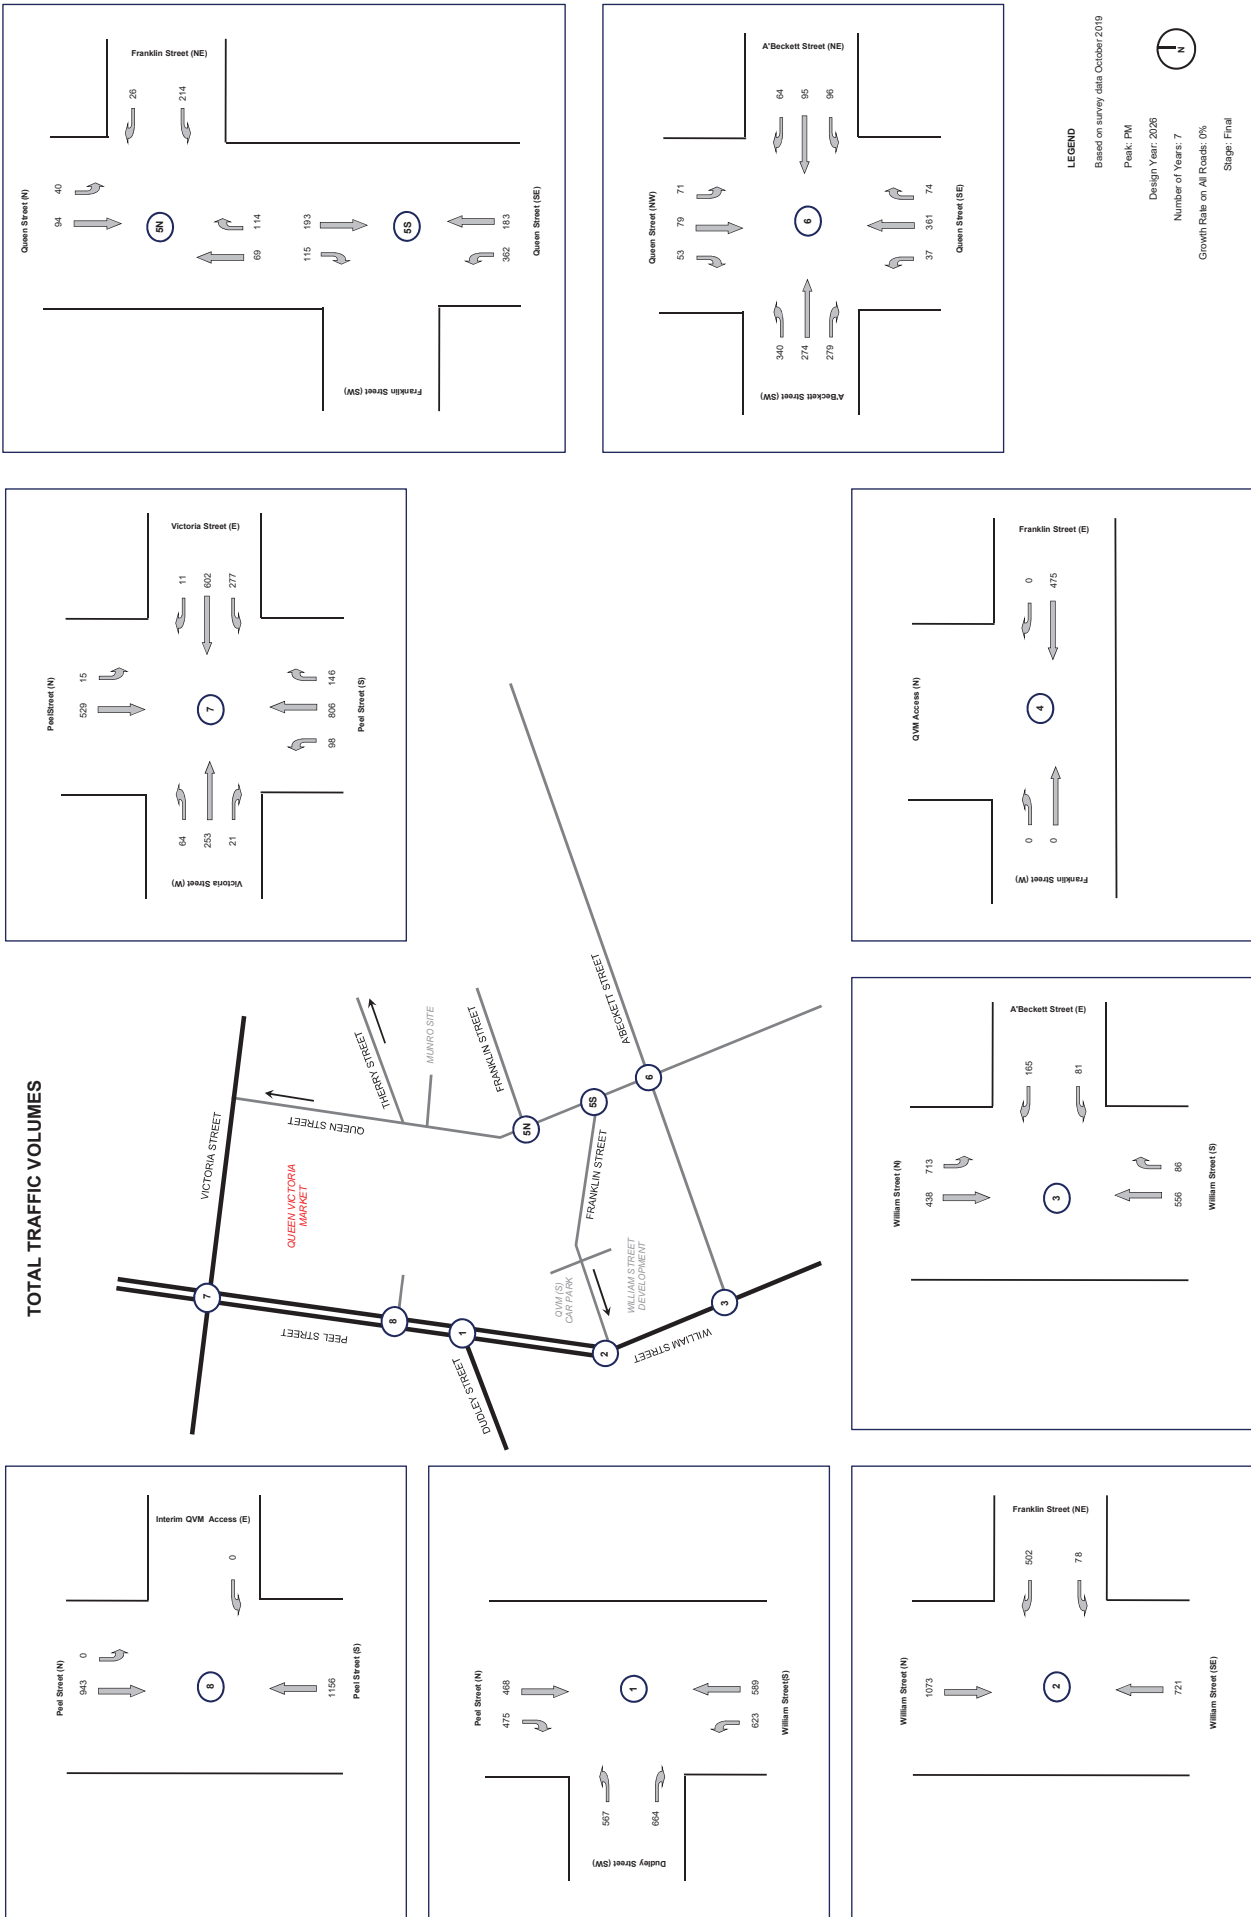 TOTAL TRAFFIC VOLUMES
Franklin Street (NE)
26
214
Queen Street (N)
40
94
5N
114
69
193
115
5S
183
362
Queen Street (SE)
Franklin Street (SW)
A'Beckett Street (NE)
64
95
96
Queen Street (NW)
71
79
53
6
74
361
37
Queen Street (SE)
340
274
279
A'Beckett Street (SW)
LEGEND
Based on survey data October 2019
Peak: PM
Design Year: 2026
Number of Years: 7
Growth Rate on All Roads: 0%
Stage: Final
N
Victoria Street (E)
11
602
277
PeelStreet (N)
15
529
7
146
806
98
Peel Street (S)
64
253
21
Victoria Street (W)
Franklin Street (E)
0
475
QVM Access (N)
4
0
0
Franklin Street (W)
VICTORIA STREET
QUEEN STREET
THERRY STREET
MUNRO SITE
FRANKLIN STREET
A'BECKETT STREET
QUEEN VICTORIA
MARKET
FRANKLIN STREET
5N
5S
6
7
8
1
2
3
PEEL STREET
DUDLEY STREET
QVM (S)
CAR PARK
WILLIAM STREET
DEVELOPMENT
WILLIAM STREET
A'Beckett Street (E)
165
81
William Street (N)
713
438
3
86
556
William Street (S)
Interim QVM Access (E)
0
Peel Street (N)
0
943
8
1156
Peel Street (S)
Peel Street (N)
468
475
1
589
623
William Street(S)
567
664
Dudley Street (SW)
Franklin Street (NE)
502
78
William Street (N)
1073
2
721
William Street (SE)